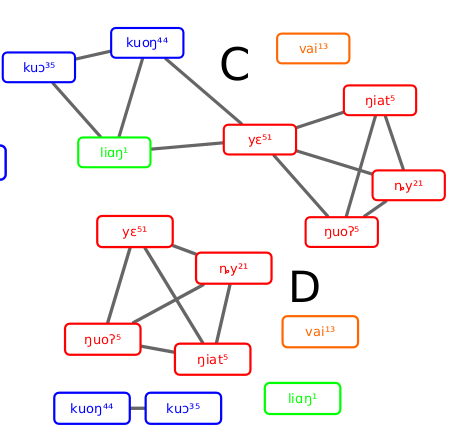 kuoŋ⁴⁴
C
vai¹³
kuɔ³⁵
ŋiat⁵
yɛ⁵¹
liɑŋ¹
ȵy²¹
ŋuoʔ⁵
yɛ⁵¹
ȵy²¹
D
vai¹³
ŋuoʔ⁵
ŋiat⁵
liɑŋ¹
kuoŋ⁴⁴
kuɔ³⁵